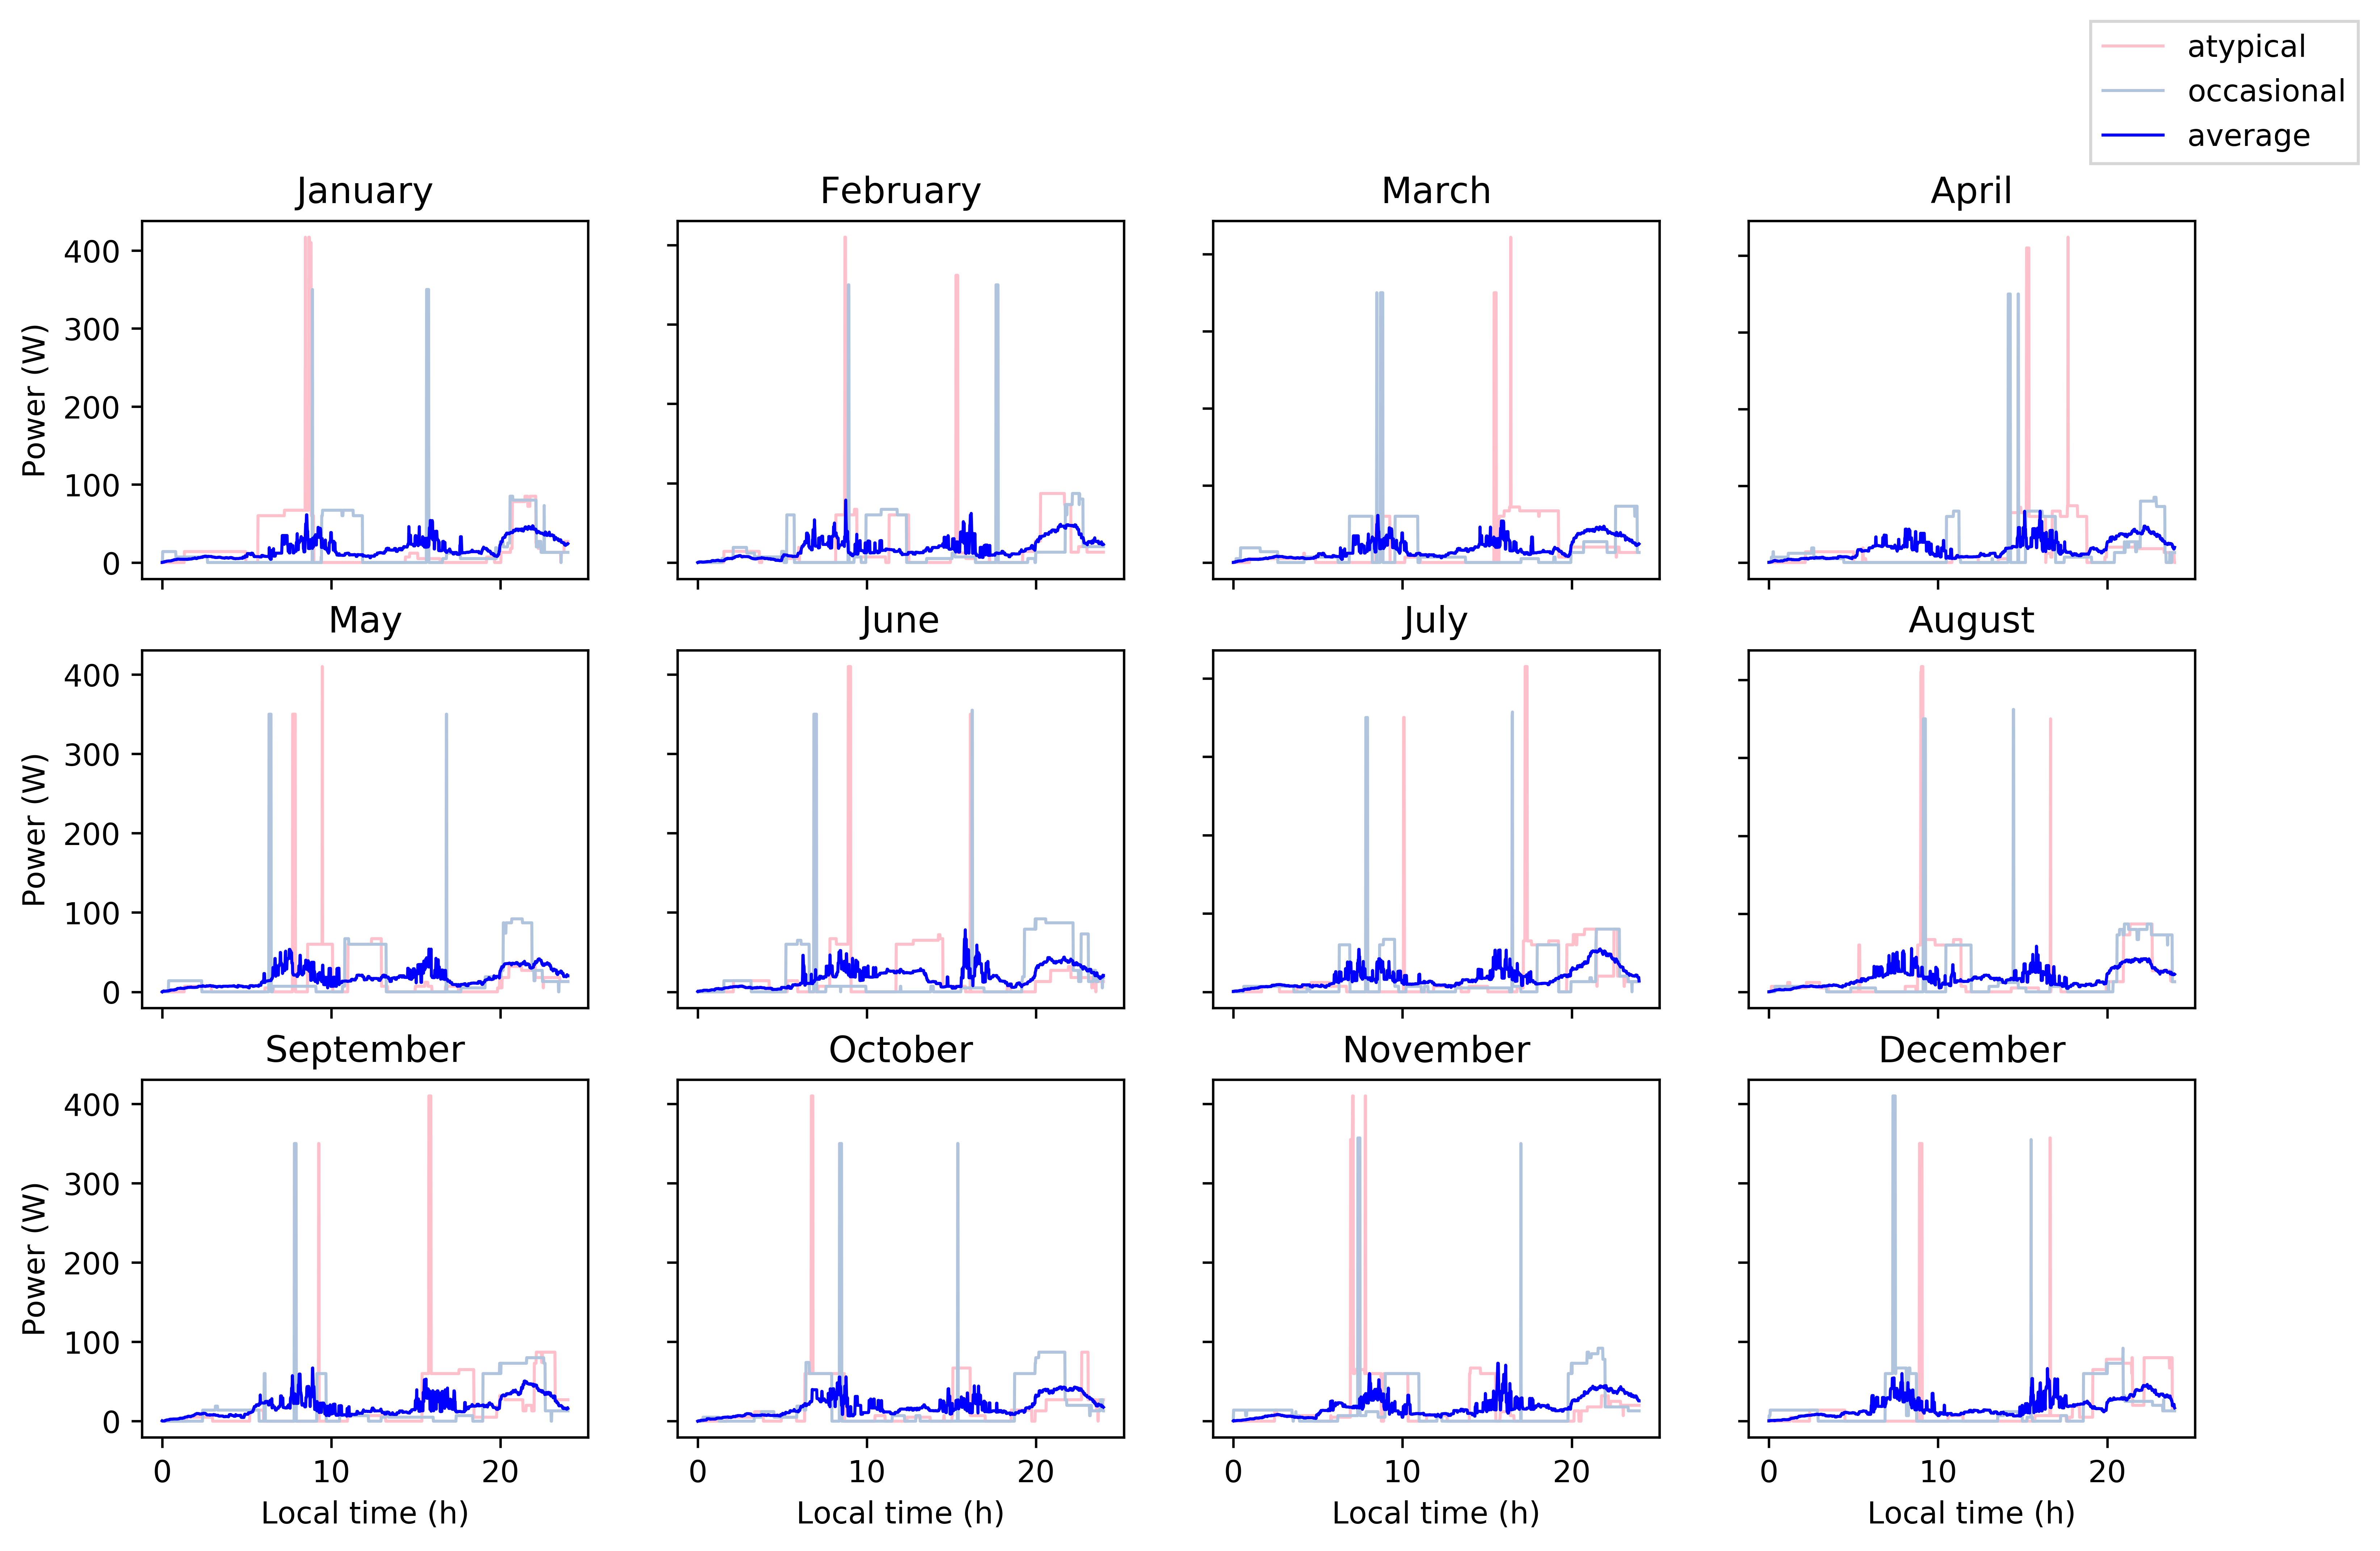 atypical
occasional
average
January
February
March
April
Power (W)
400
300
200
100
0
May
June
July
August
Power (W)
400
300
200
100
0
September
October
November
December
Power (W)
400
300
200
100
0
0 10 20
0 10 20
0 10 20
0 10 20
Local time (h)
Local time (h)
Local time (h)
Local time (h)